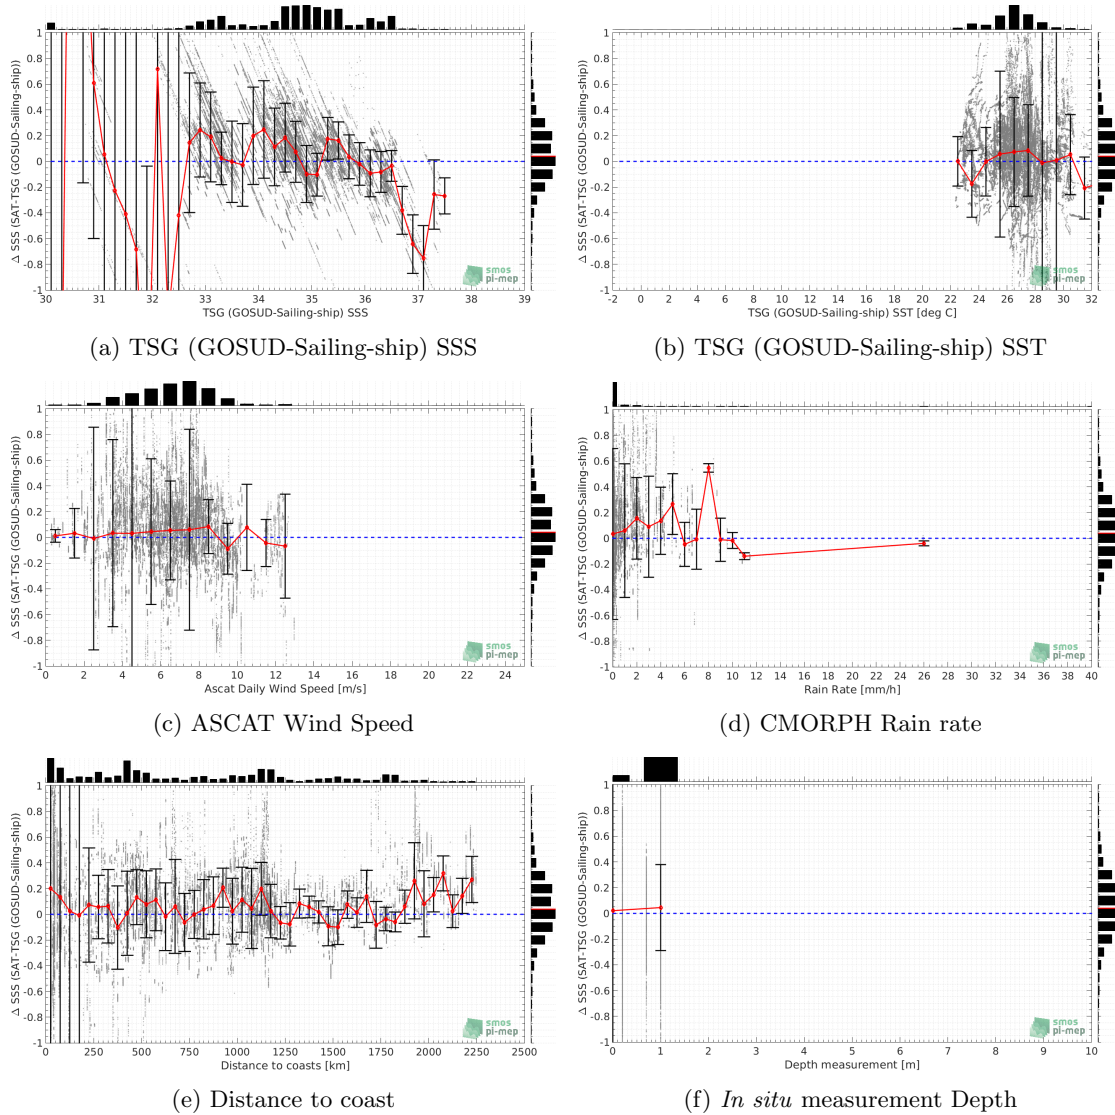 1
0.8
0.6
0.4
0.2
0
-0.2
-0.4
-0.6
-0.8
-1
Δ SSS (SAT-TSG (GOSUD-Sailing-ship))
30 31 32 33 34 35 36 37 38 39
TSG (GOSUD-Sailing-ship) SSS
smos
pi-mep
(a) TSG (GOSUD-Sailing-ship) SSS
1
0.8
0.6
0.4
0.2
0
-0.2
-0.4
-0.6
-0.8
-1
Δ SSS (SAT-TSG (GOSUD-Sailing-ship))
-2 0 2 4 6 8 10 12 14 16 18 20 22 24 26 28 30 32
TSG (GOSUD-Sailing-ship) SST [deg C]
smos
pi-mep
(b) TSG (GOSUD-Sailing-ship) SST
1
0.8
0.6
0.4
0.2
0
-0.2
-0.4
-0.6
-0.8
-1
Δ SSS (SAT-TSG (GOSUD-Sailing-ship))
0 2 4 6 8 10 12 14 16 18 20 22 24
Ascat Daily Wind Speed [m/s]
smos
pi-mep
(c) ASCAT Wind Speed
1
0.8
0.6
0.4
0.2
0
-0.2
-0.4
-0.6
-0.8
-1
Δ SSS (SAT-TSG (GOSUD-Sailing-ship))
0 2 4 6 8 10 12 14 16 18 20 22 24 26 28 30 32 34 36 38 40
Rain Rate [mm/h]
smos
pi-mep
(d) CMORPH Rain rate
1
0.8
0.6
0.4
0.2
0
-0.2
-0.4
-0.6
-0.8
-1
Δ SSS (SAT-TSG (GOSUD-Sailing-ship))
0 250 500 750 1000 1250 1500 1750 2000 2250 2500
Distance to coasts [km]
smos
pi-mep
(e) Distance to coast
1
0.8
0.6
0.4
0.2
0
-0.2
-0.4
-0.6
-0.8
-1
Δ SSS (SAT-TSG (GOSUD-Sailing-ship))
0 1 2 3 4 5 6 7 8 9 10
Depth measurement [m]
smos
pi-mep
(f) In situ measurement Depth